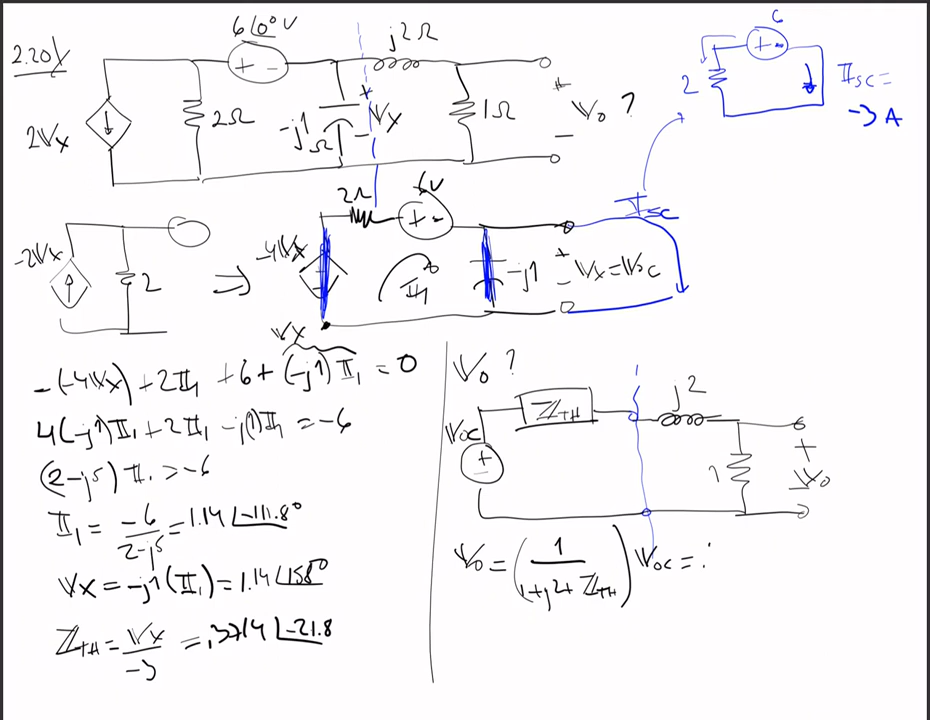 2.20)
6∠0° V
j2Ω
2𝕍x
2Ω
-j1 Ω
+ 𝕍x -
1Ω
+ 𝕍o ? -
6
+ -
2
𝕀sc =
-3 A
-2𝕍x
2
⇒
-4𝕍x
2Ω
6V
+ -
𝕀1
-j1
+ 𝕍x = 𝕍oc -
𝕀sc
𝕍x
-(-4𝕍x) + 2𝕀1 + 6 + (-j1) 𝕀1 = 0
4(-j1)𝕀1 + 2𝕀1 - j(1)𝕀1 = -6
(2-j5) 𝕀1 = -6
𝕀1 = -6 / (2-j5) = 1.14 ∠-111.8°
𝕍x = -j1 (𝕀1) = 1.14 ∠158°
ℤTH = 𝕍x / -3 = .3714 ∠-21.8
𝕍o ?
𝕍oc
+
ℤTH
j2
1
+ 𝕍o -
𝕍o = (1 / (1+j2+ ℤTH)) 𝕍oc = ?